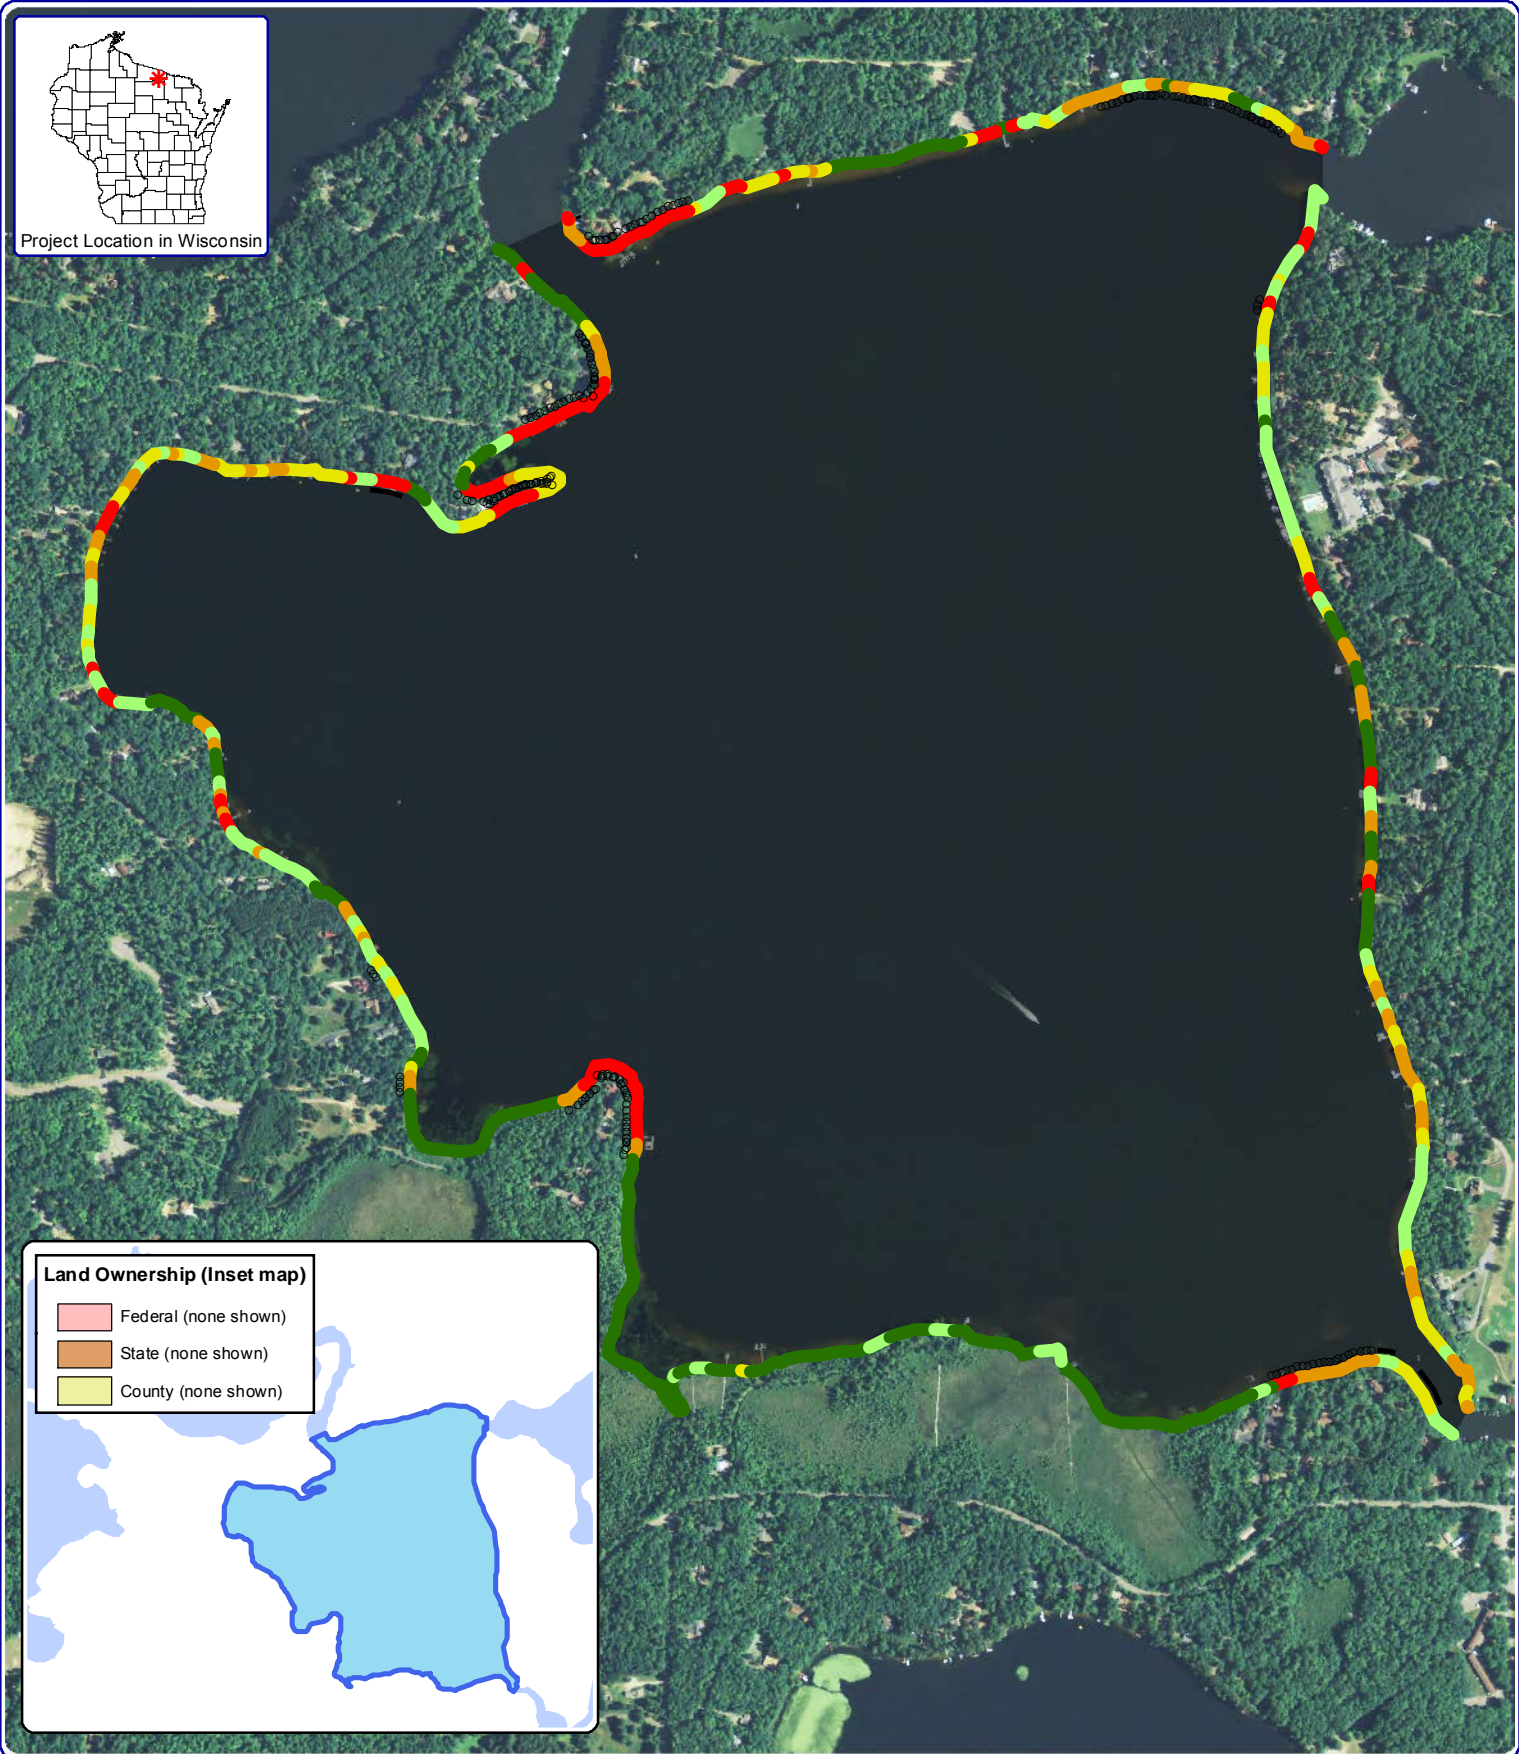 Project Location in Wisconsin
Land Ownership (Inset map)
Federal (none shown)
State (none shown)
County (none shown)